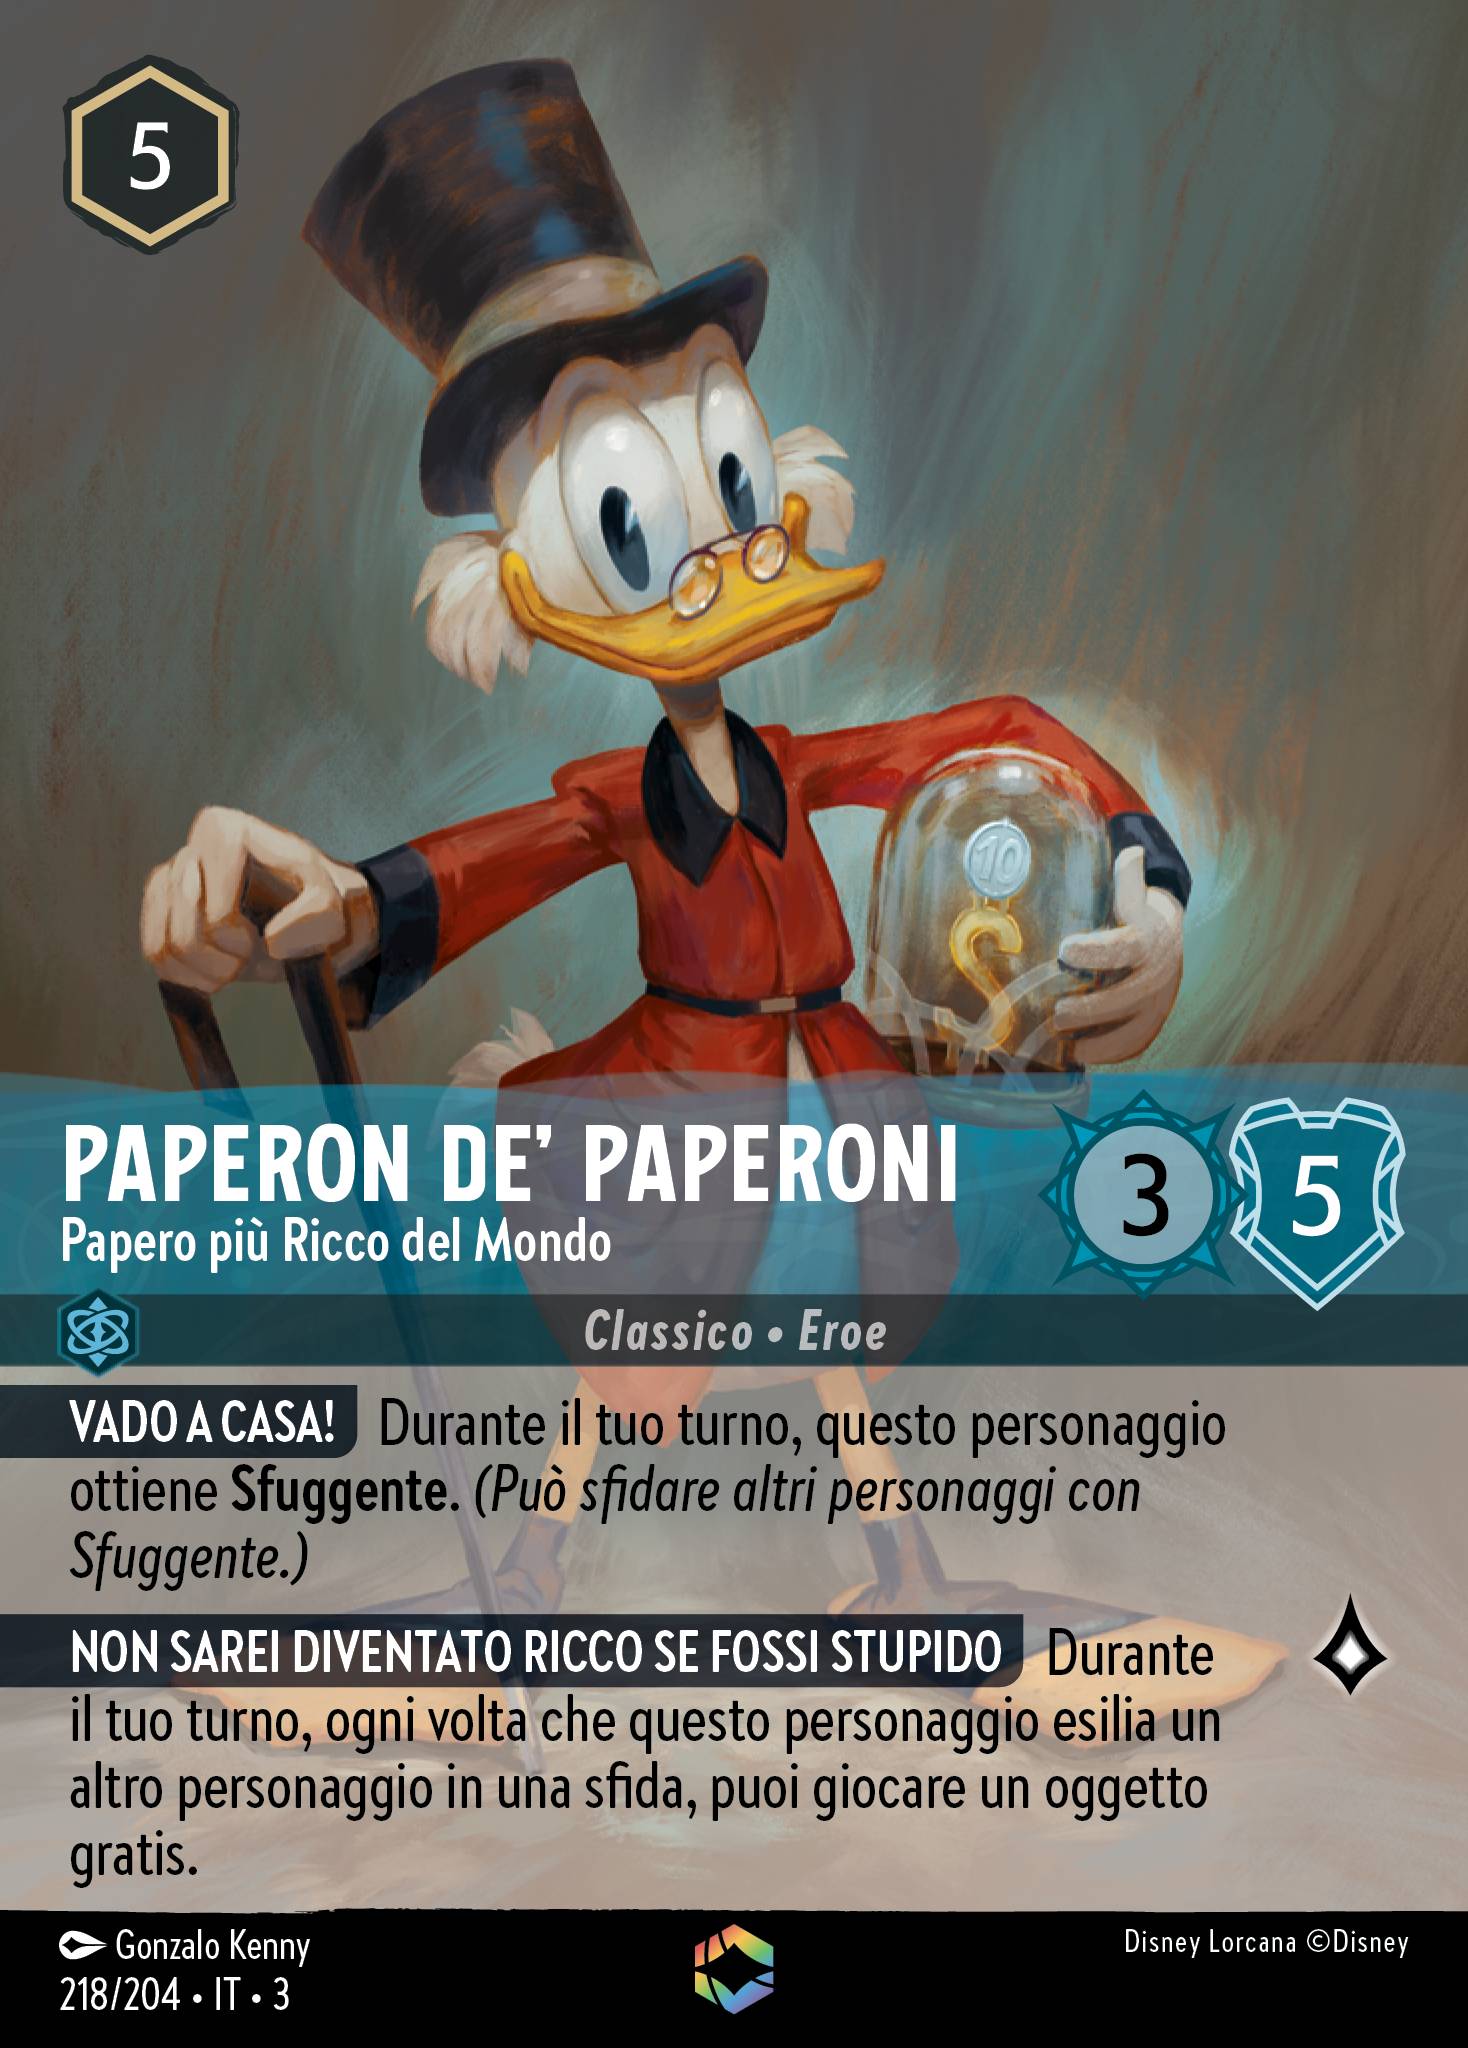 5
10
PAPERON DE’ PAPERONI
Papero più Ricco del Mondo
3
5
Classico • Eroe
VADO A CASA! Durante il tuo turno, questo personaggio
ottiene Sfuggente. (Può sfidare altri personaggi con
Sfuggente.)
NON SAREI DIVENTATO RICCO SE FOSSI STUPIDO Durante
il tuo turno, ogni volta che questo personaggio esilia un
altro personaggio in una sfida, puoi giocare un oggetto
gratis.
Gonzalo Kenny
218/204 • IT • 3
Disney Lorcana ©Disney